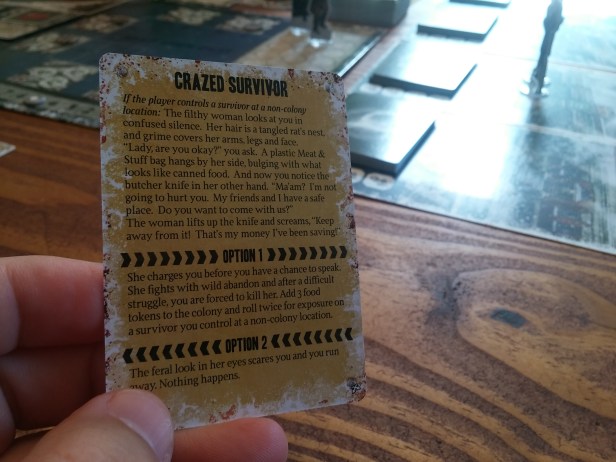 CRAZED SURVIVOR
If the player controls a survivor at a non-colony
location: The filthy woman looks at you in
confused silence. Her hair is a tangled rat's nest,
and grime covers her arms, legs and face.
"Lady, are you okay?" you ask. A plastic Meat &
Stuff bag hangs by her side, bulging with what
looks like canned food. And now you notice the
butcher knife in her other hand. "Ma'am? I'm not
going to hurt you. My friends and I have a safe
place. Do you want to come with us?"
The woman lifts up the knife and screams, "Keep
away from it! That's my money I've been saving!"
OPTION 1
She charges you before you have a chance to speak.
She fights with wild abandon and after a difficult
struggle, you are forced to kill her. Add 3 food
tokens to the colony and roll twice for exposure on
a survivor you control at a non-colony location.
OPTION 2
The feral look in her eyes scares you and you run
away. Nothing happens.